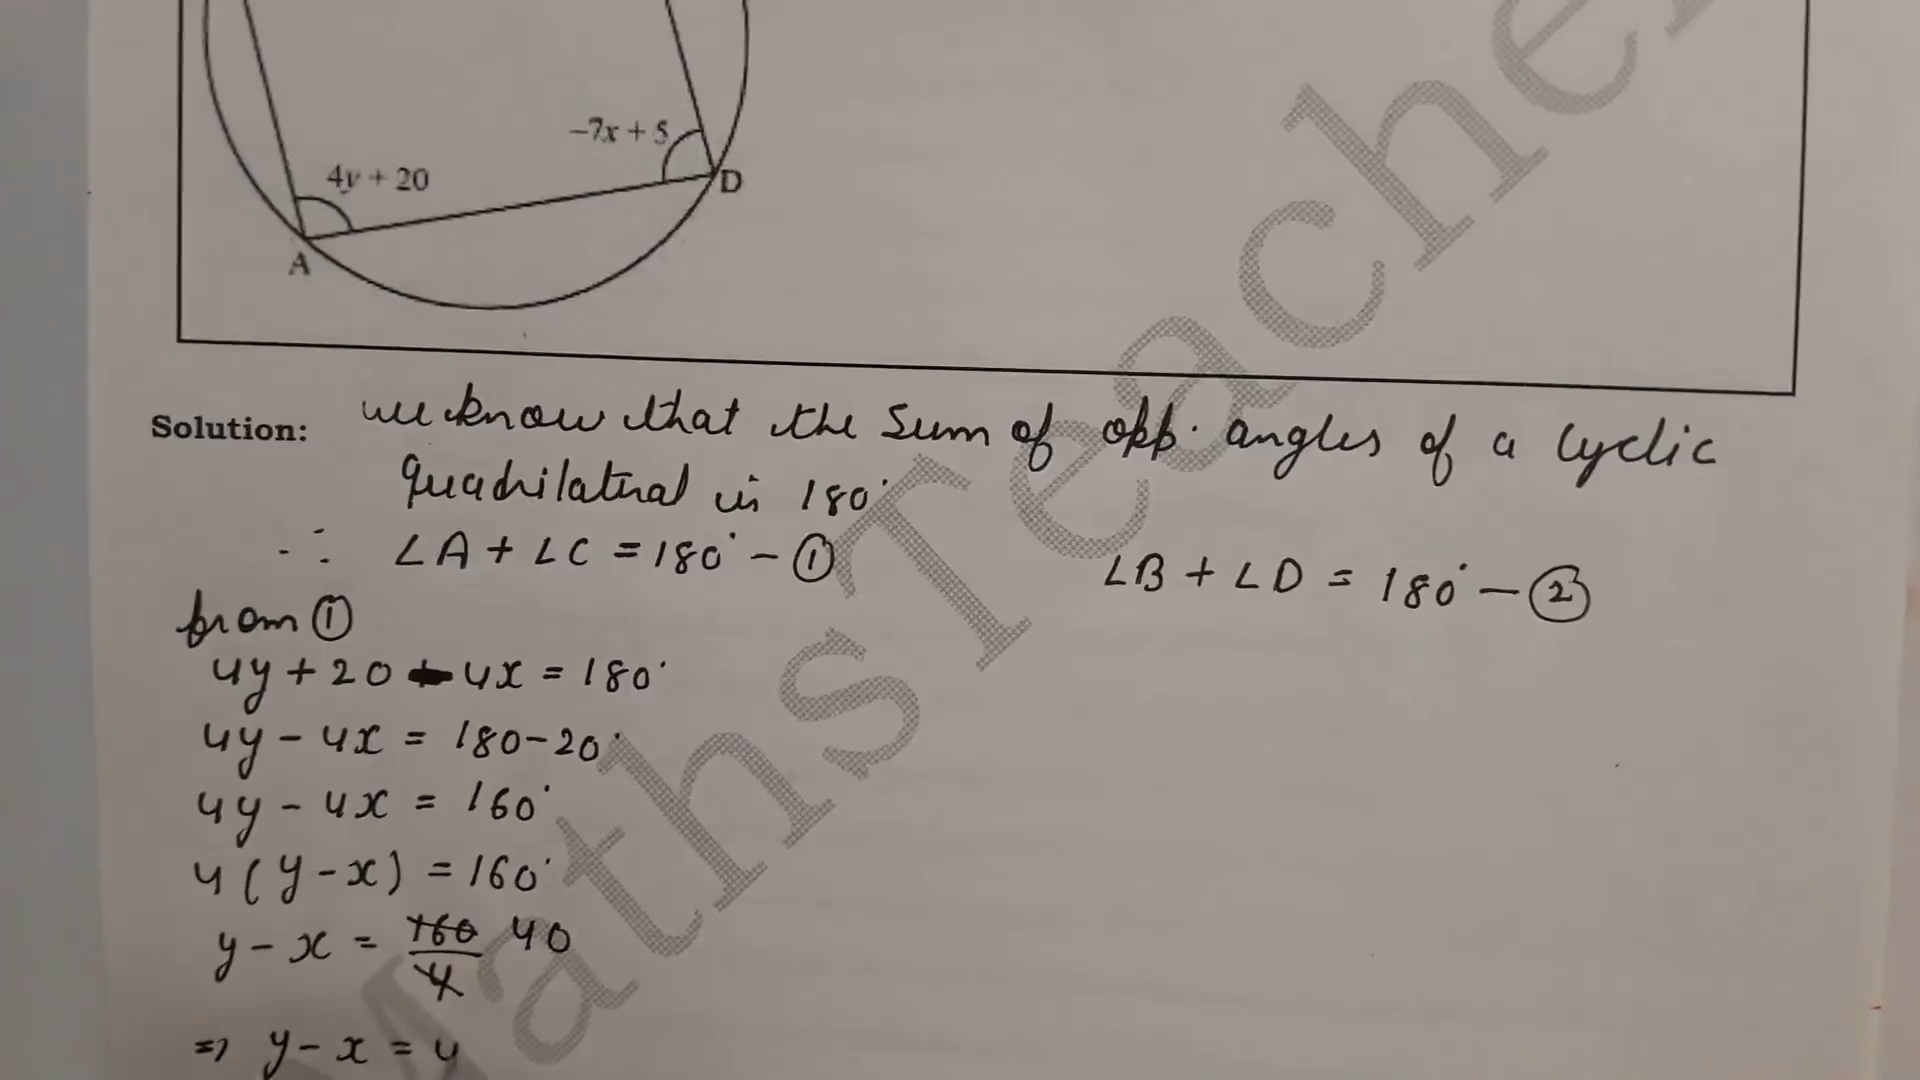 -7x + 5
4y + 20
D
A
Solution: we know that the sum of opp. angles of a cyclic
quadrilateral is 180°
∴ ∠A + ∠C = 180° - ①
∠B + ∠D = 180° - ②
from ①
4y + 20 - 4x = 180°
4y - 4x = 180 - 20°
4y - 4x = 160°
4(y - x) = 160°
y - x = 160/4 40
⇒ y - x = 4
MathsTeacher